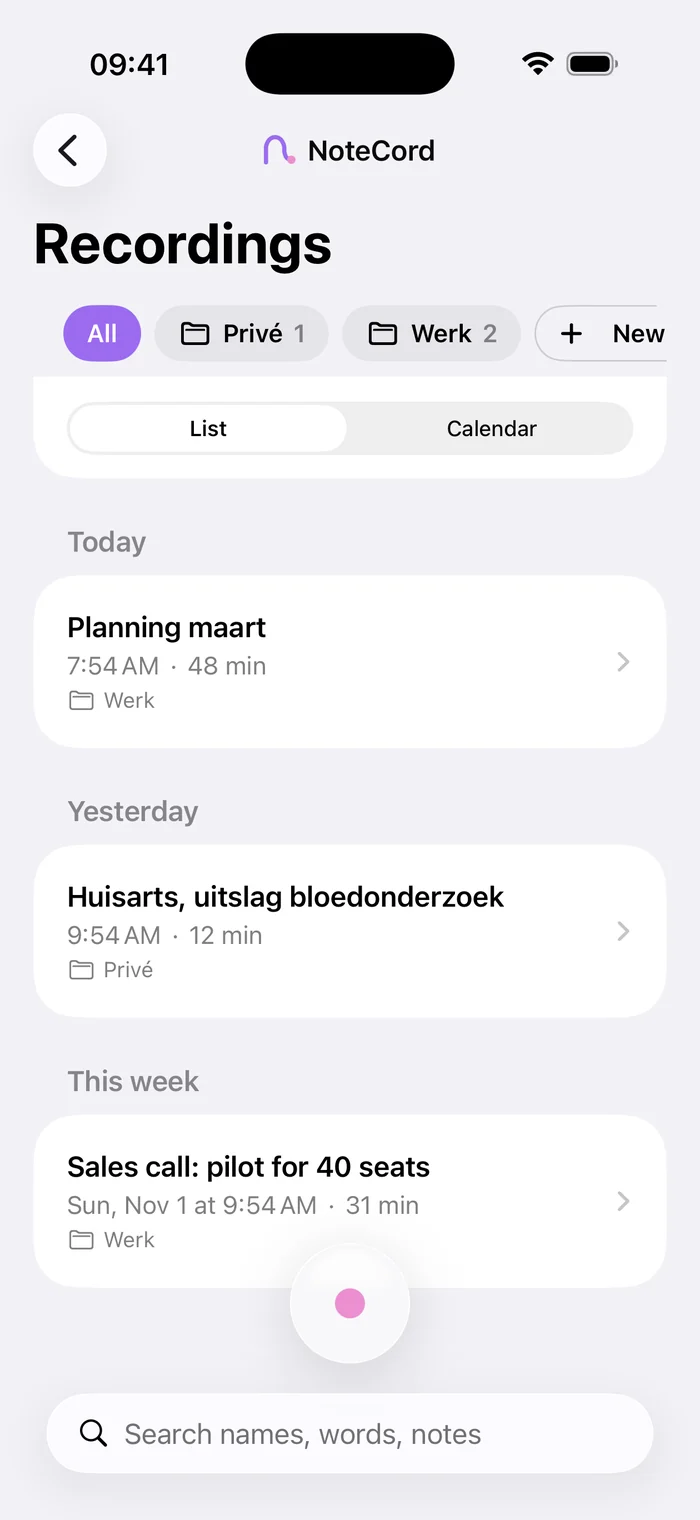 09:41
NoteCord
Recordings
All
Privé 1
Werk 2
+ New
List
Calendar
Today
Planning maart
7:54 AM · 48 min
Werk
Yesterday
Huisarts, uitslag bloedonderzoek
9:54 AM · 12 min
Privé
This week
Sales call: pilot for 40 seats
Sun, Nov 1 at 9:54 AM · 31 min
Werk
Search names, words, notes